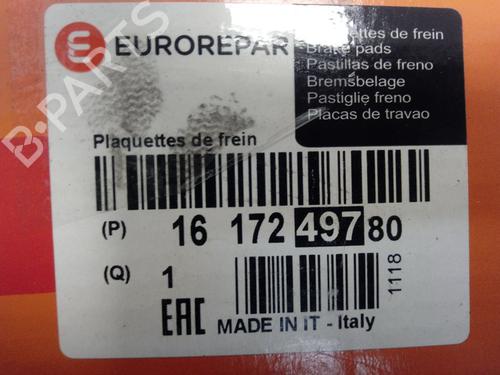 EUROREPAR
Plaquettes de frein
Brake pads
Pastillas de freno
Bremsbelage
Pastiglie freno
Placas de travao
Plaquettes de frein
(P) 16 172 497 80
(Q) 1
1118
EAC
MADE IN IT - Italy
B-PARTS